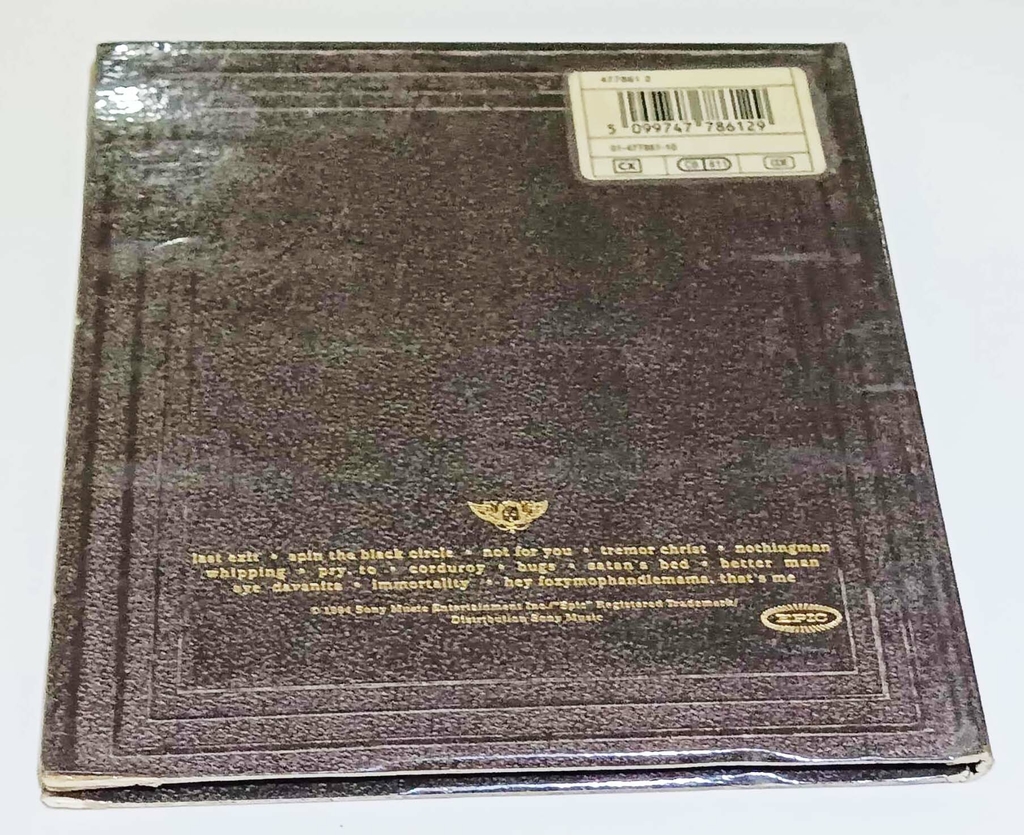 477861 2
5 099747 786129
01-477861-10
CX
CB 811
last exit • spin the black circle • not for you • tremor christ • nothingman
whipping • pry, to • corduroy • bugs • satan's bed • better man
aye davanita • immortality • hey foxymophandlemama, that's me
© 1994 Sony Music Entertainment Inc./"Epic" Registered Trademark/
Distribution Sony Music
EPIC